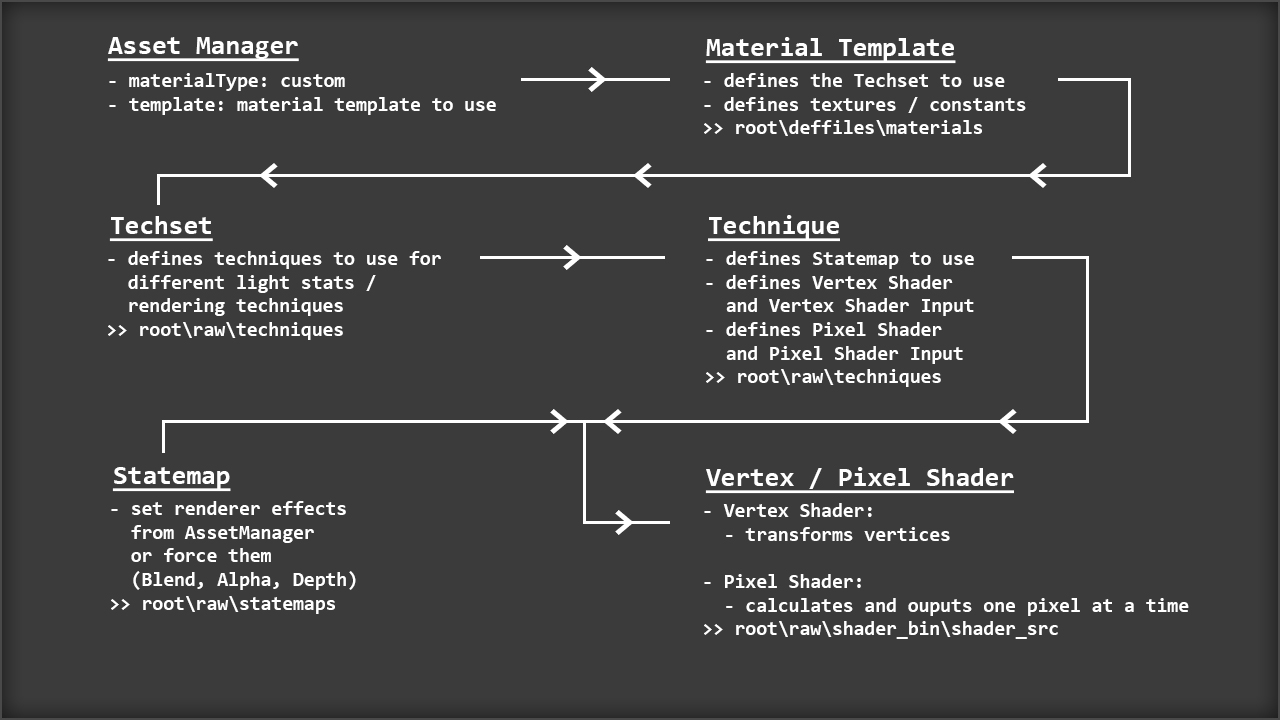 Asset Manager
- materialType: custom
- template: material template to use
Material Template
- defines the Techset to use
- defines textures / constants
>> root\deffiles\materials
Techset
- defines techniques to use for
different light stats /
rendering techniques
>> root\raw\techniques
Technique
- defines Statemap to use
- defines Vertex Shader
and Vertex Shader Input
- defines Pixel Shader
and Pixel Shader Input
>> root\raw\techniques
Statemap
- set renderer effects
from AssetManager
or force them
(Blend, Alpha, Depth)
>> root\raw\statemaps
Vertex / Pixel Shader
- Vertex Shader:
- transforms vertices
- Pixel Shader:
- calculates and ouputs one pixel at a time
>> root\raw\shader_bin\shader_src